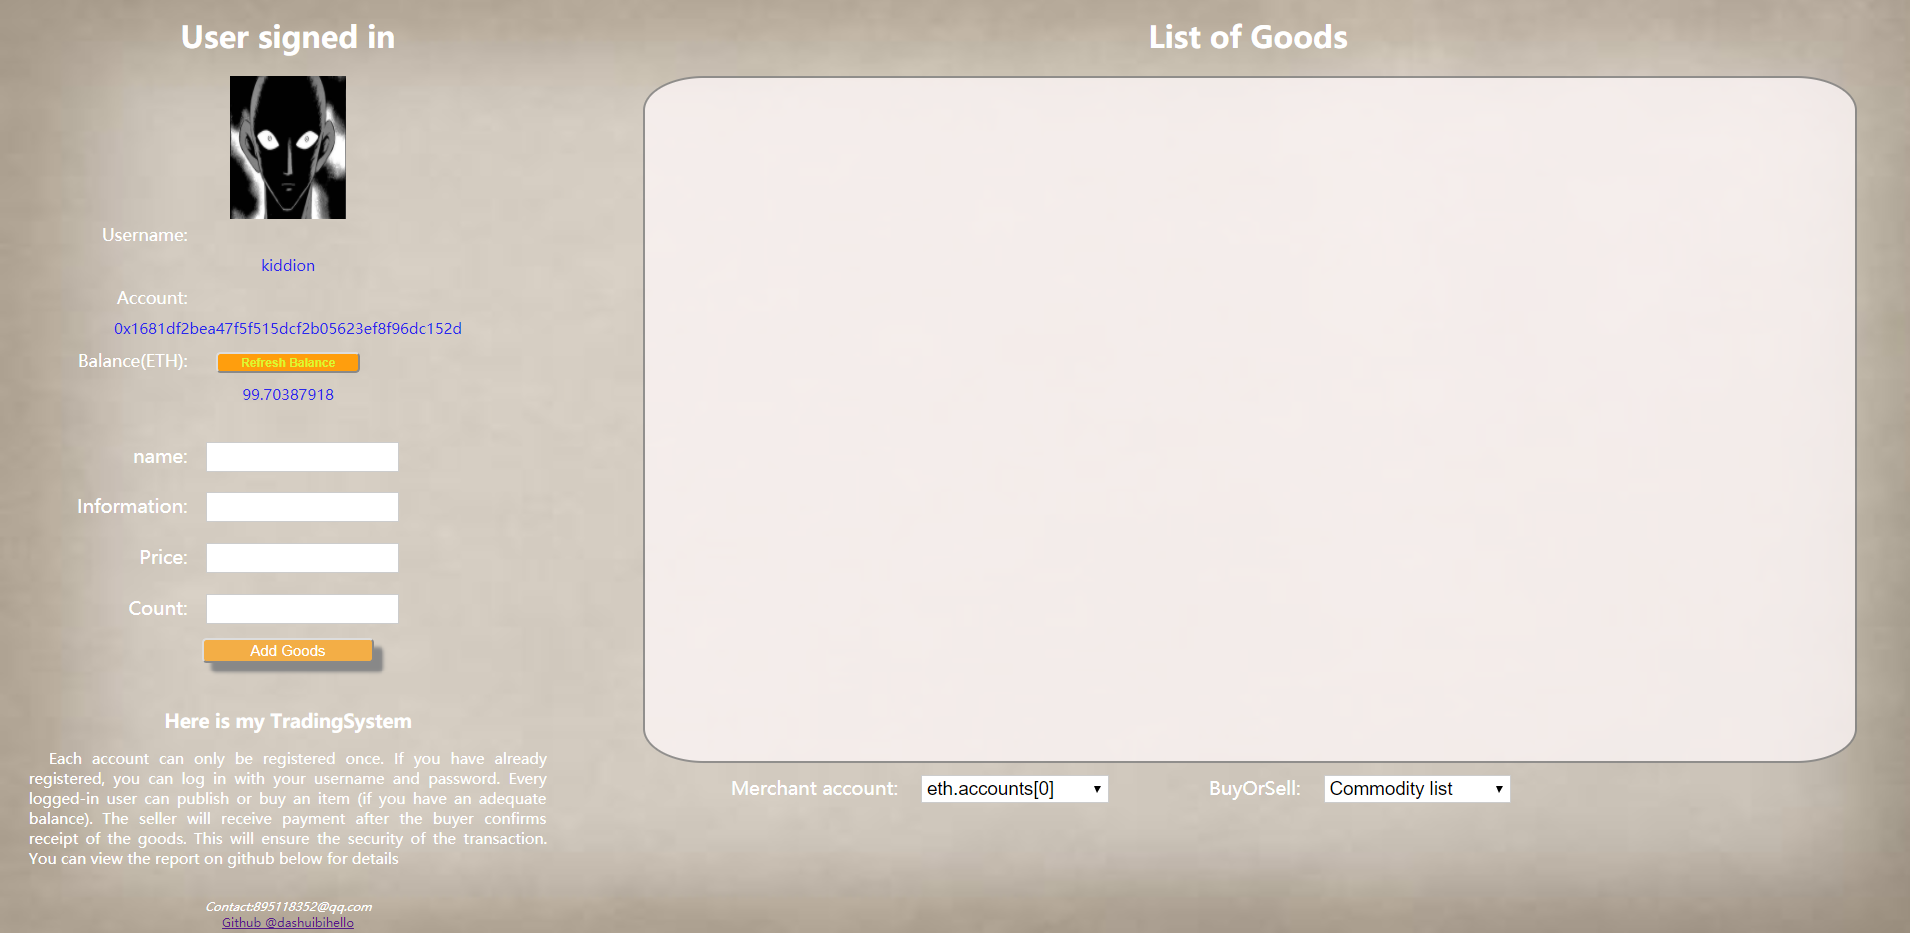 User signed in
Username:
kiddion
Account:
0x1681df2bea47f5f515dcf2b05623ef8f96dc152d
Balance(ETH):
Refresh Balance
99.70387918
name:
Information:
Price:
Count:
Add Goods
Here is my TradingSystem
Each account can only be registered once. If you have already
registered, you can log in with your username and password. Every
logged-in user can publish or buy an item (if you have an adequate
balance). The seller will receive payment after the buyer confirms
receipt of the goods. This will ensure the security of the transaction.
You can view the report on github below for details
Contact:895118352@qq.com
Github @dashuibihello
List of Goods
Merchant account:
eth.accounts[0]
BuyOrSell:
Commodity list